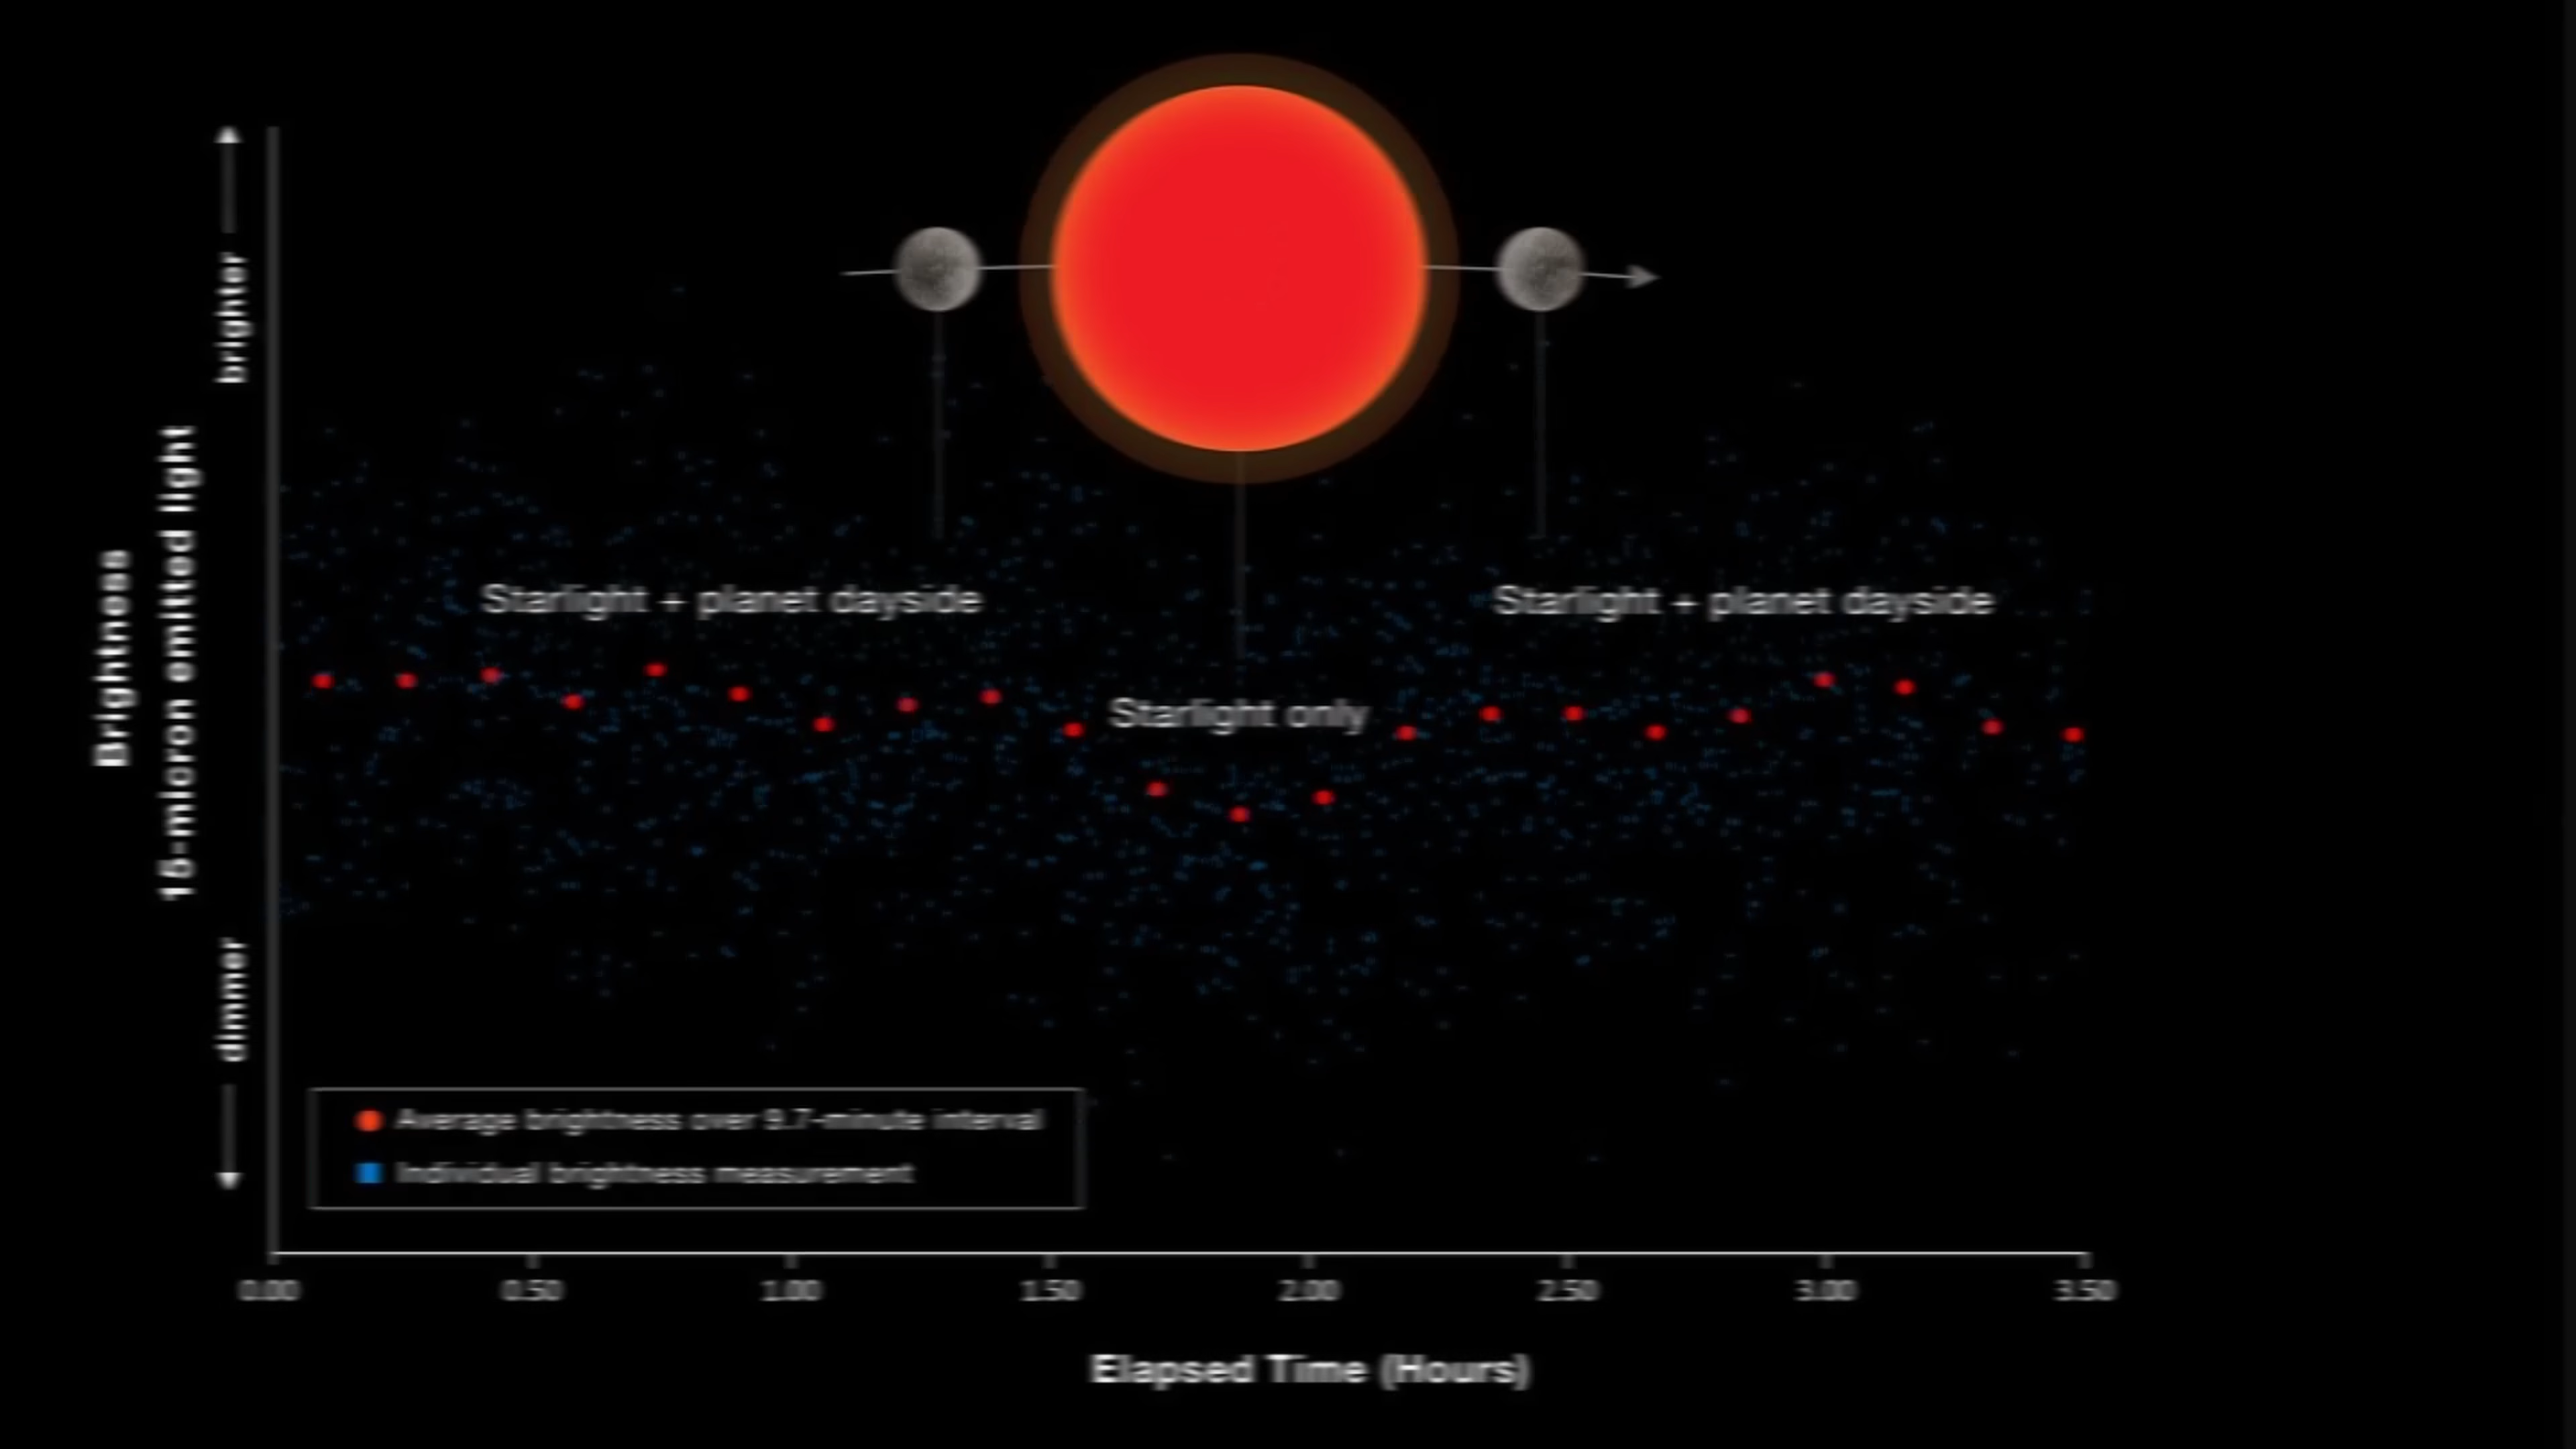 brighter
Brightness
15-micron emitted light
dimmer
Starlight + planet dayside
Starlight + planet dayside
Starlight only
Average brightness over 9.7-minute interval
Individual brightness measurement
0.00 0.50 1.00 1.50 2.00 2.50 3.00 3.50
Elapsed Time (Hours)